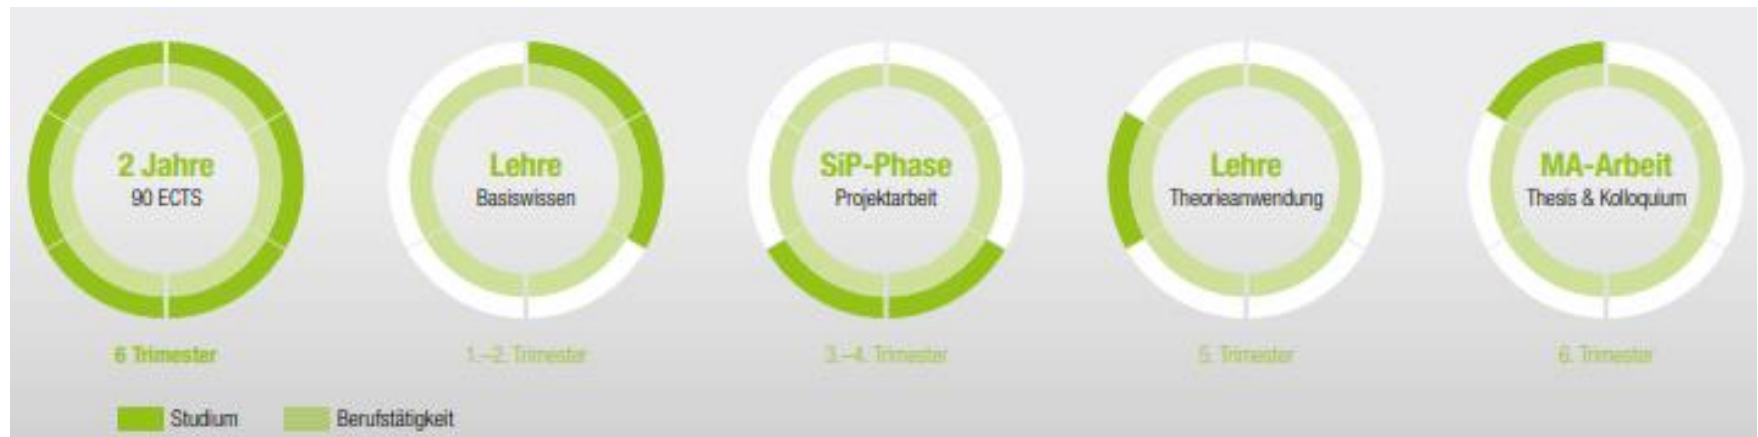 2 Jahre
90 ECTS
6 Trimester
Lehre
Basiswissen
1.–2. Trimester
SiP-Phase
Projektarbeit
3.–4. Trimester
Lehre
Theorieanwendung
5. Trimester
MA-Arbeit
Thesis & Kolloquium
6. Trimester
Studium
Berufstätigkeit